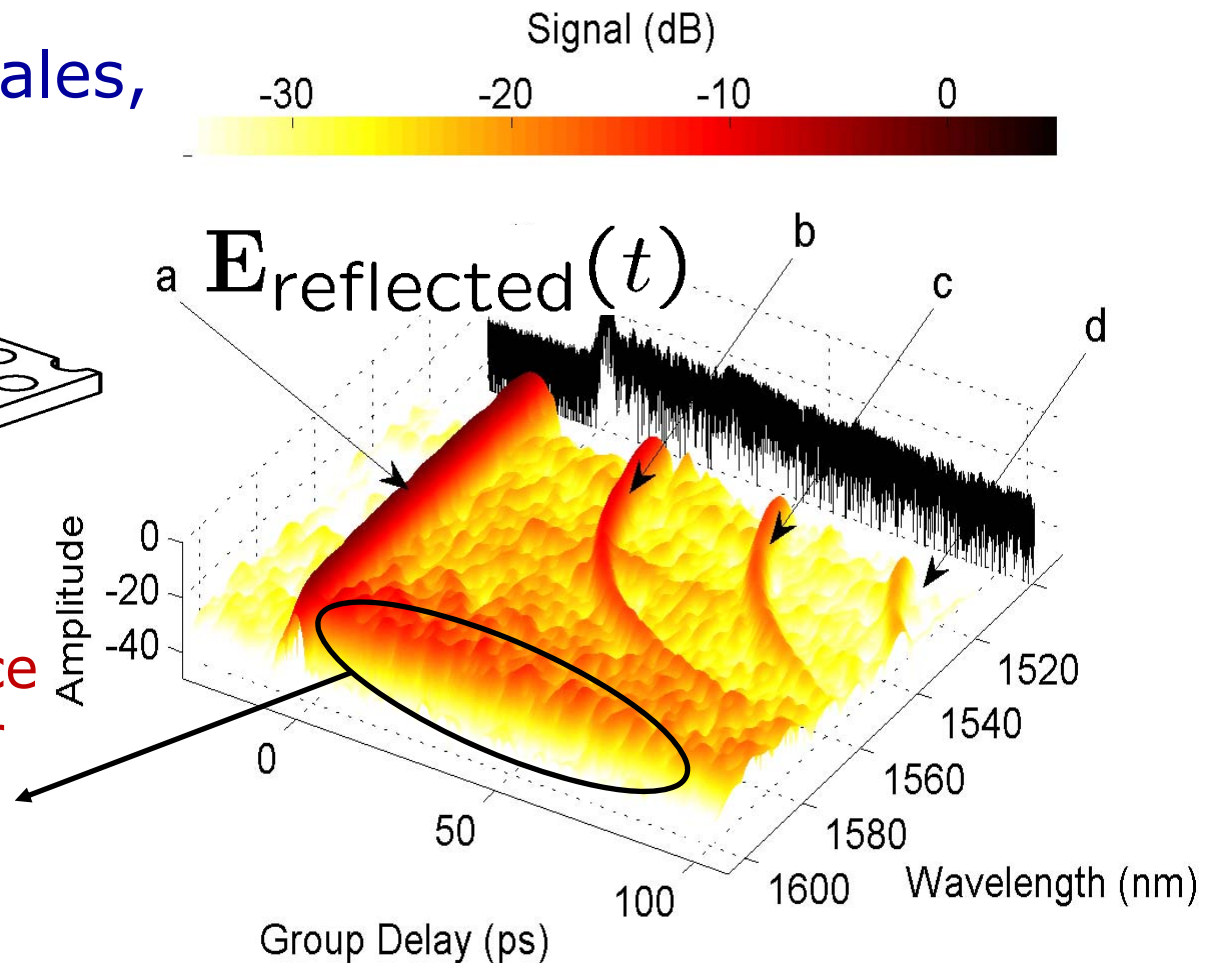 Signal (dB)
ales,
-30 -20 -10 0
a E_reflected(t) b
c
d
Amplitude
0
-20
-40
ce
0
50
100
1520
1540
1560
1580
1600
Wavelength (nm)
Group Delay (ps)